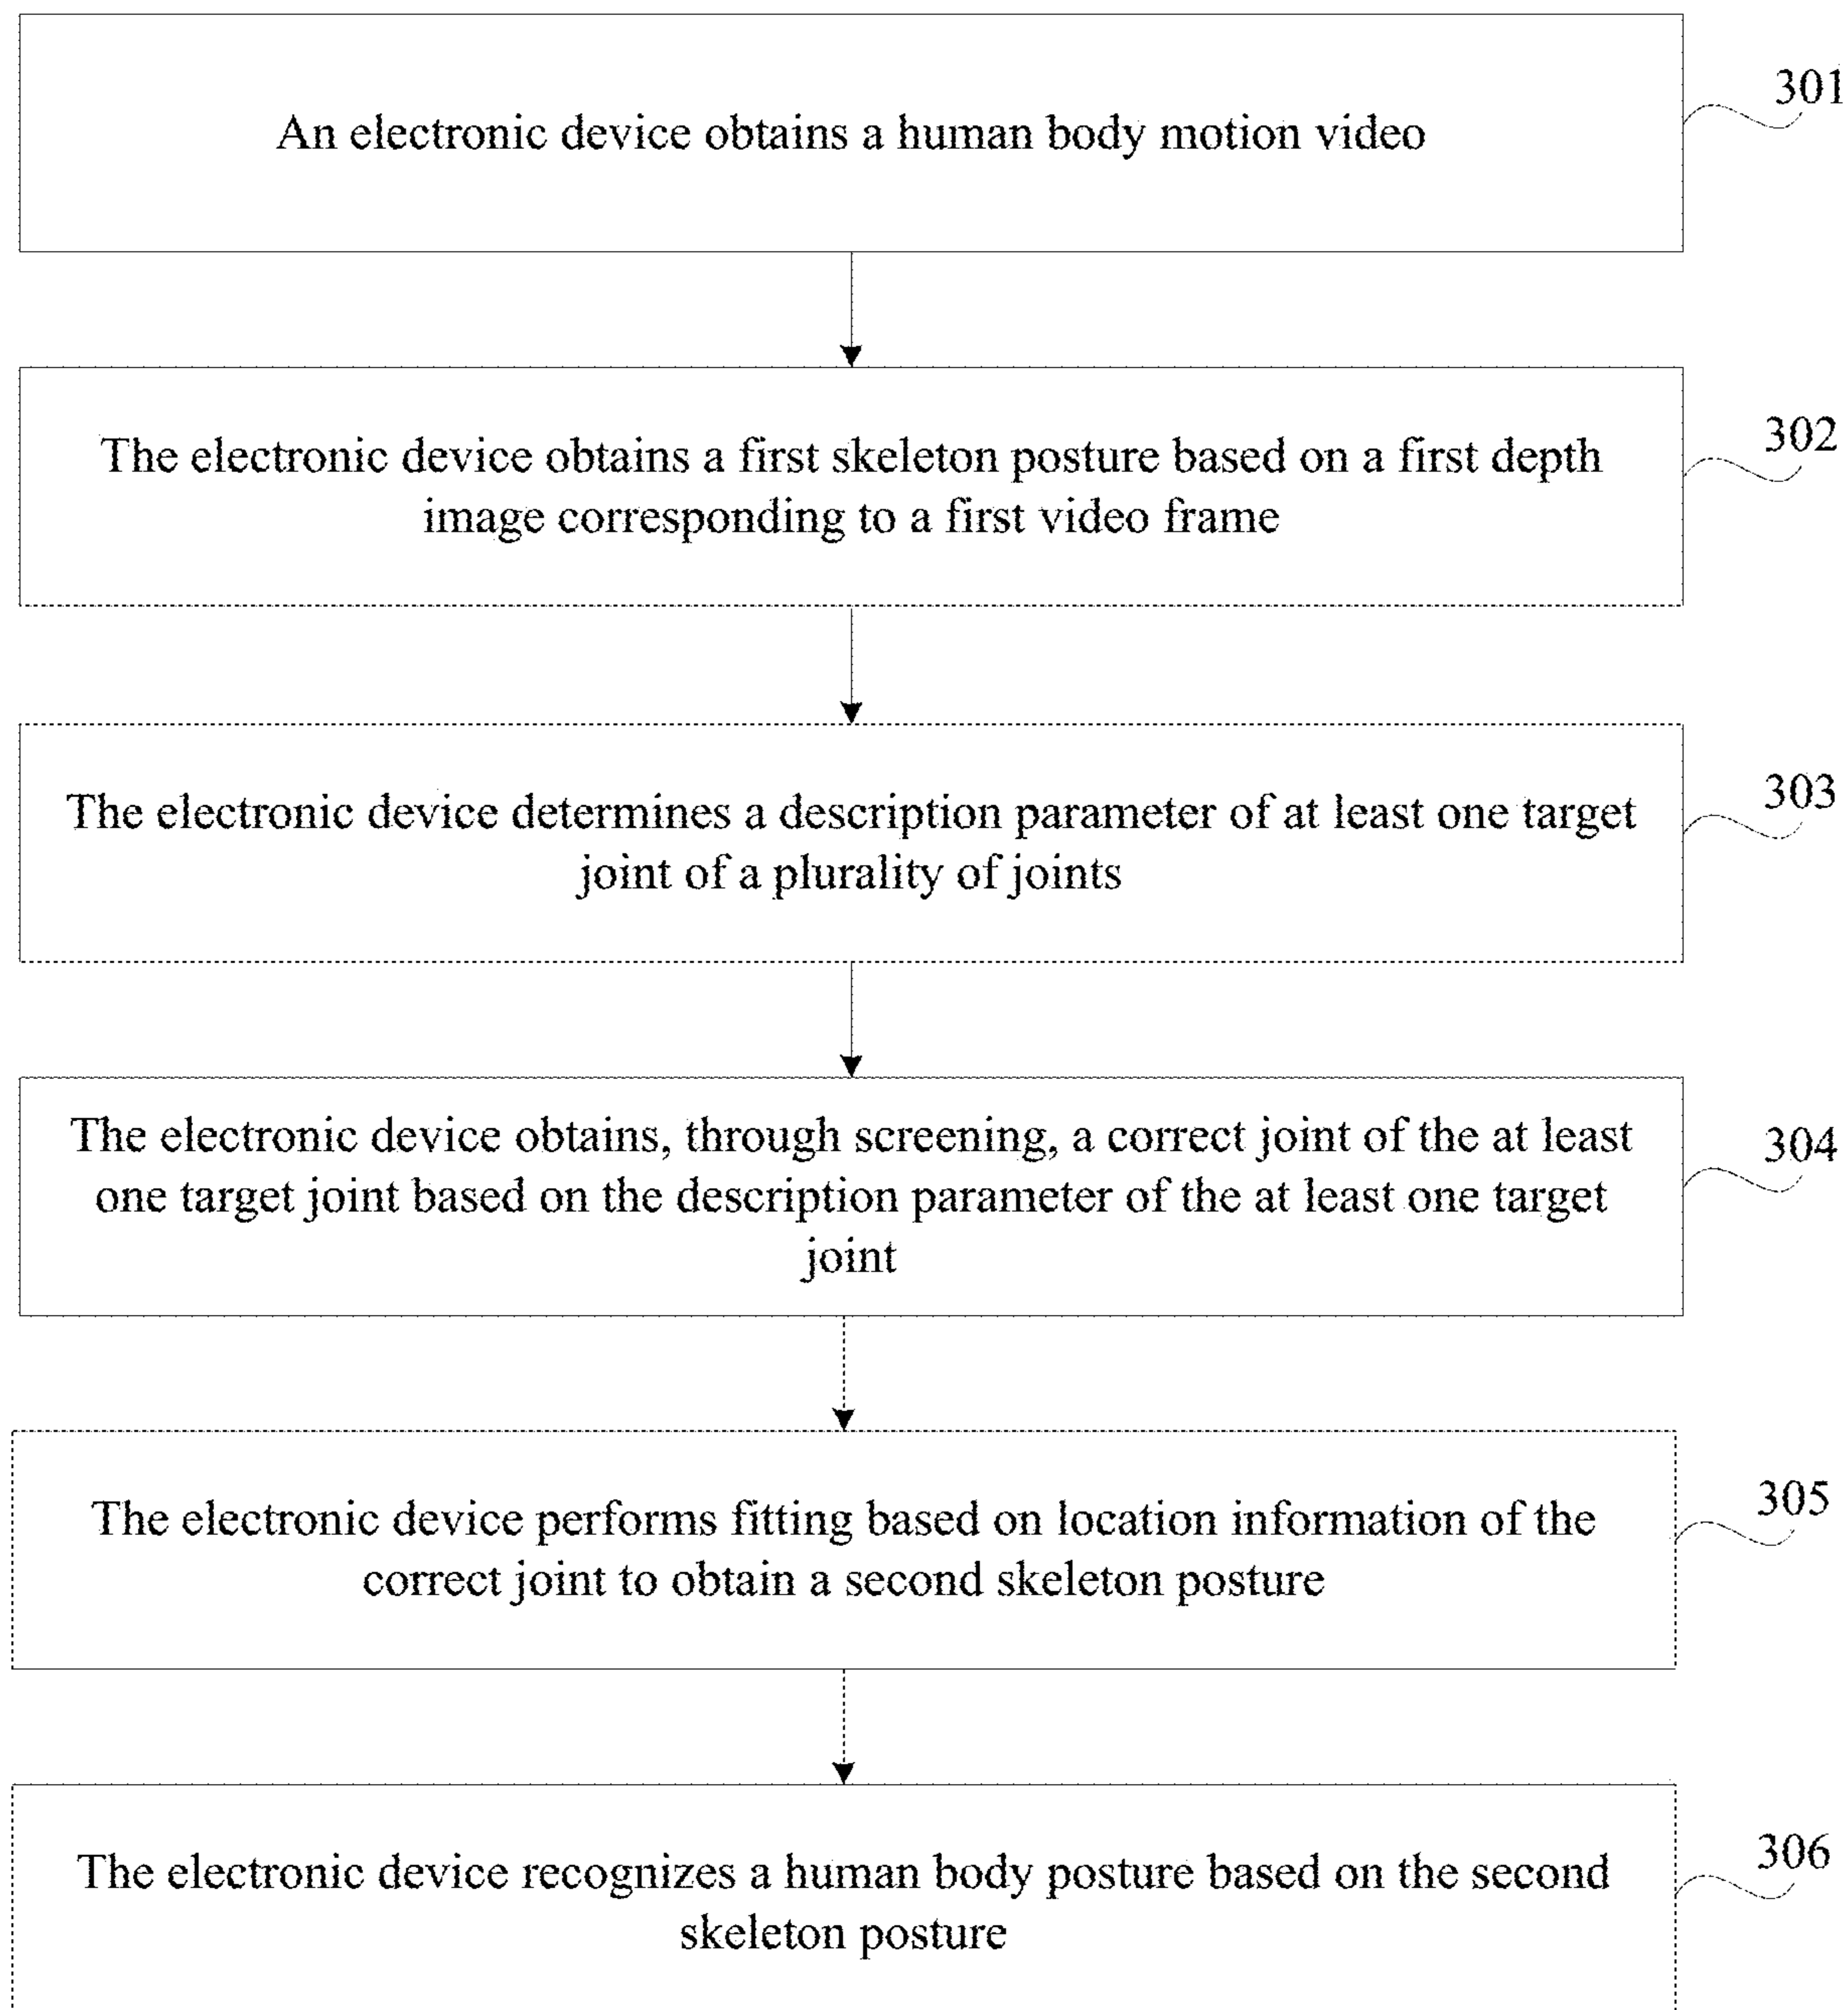 An electronic device obtains a human body motion video
301
The electronic device obtains a first skeleton posture based on a first depth
image corresponding to a first video frame
302
The electronic device determines a description parameter of at least one target
joint of a plurality of joints
303
The electronic device obtains, through screening, a correct joint of the at least
one target joint based on the description parameter of the at least one target
joint
304
The electronic device performs fitting based on location information of the
correct joint to obtain a second skeleton posture
305
The electronic device recognizes a human body posture based on the second
skeleton posture
306